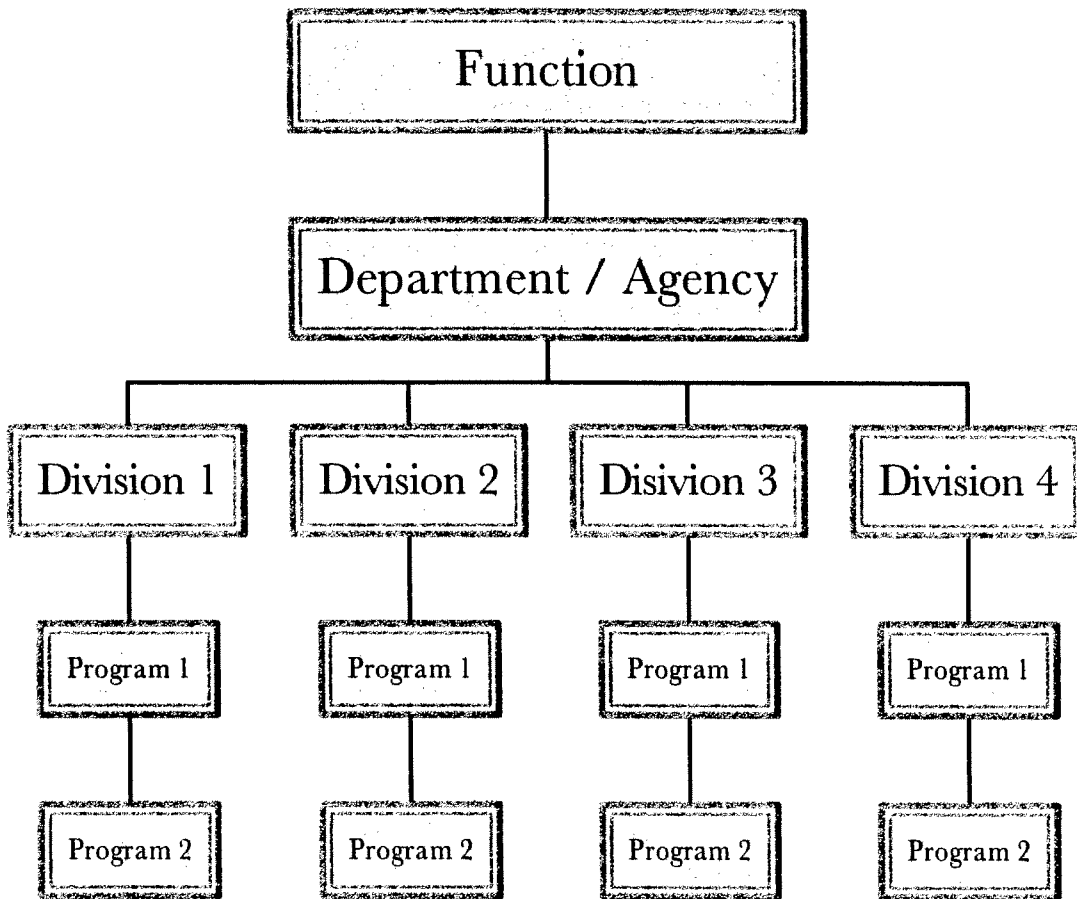 Function
Department / Agency
Division 1
Division 2
Disivion 3
Division 4
Program 1
Program 1
Program 1
Program 1
Program 2
Program 2
Program 2
Program 2